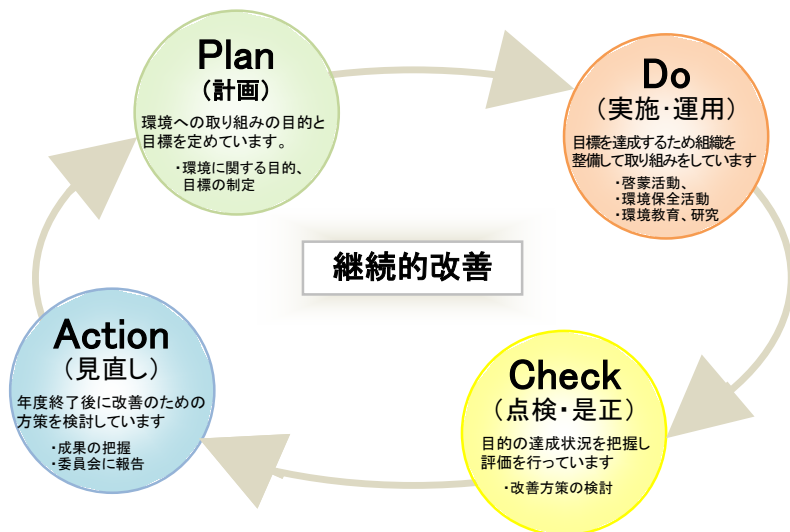 Plan
(計画)
環境への取り組みの目的と
目標を定めています。
・環境に関する目的、
目標の制定
Do
(実施・運用)
目標を達成するため組織を
整備して取り組みをしています
・啓蒙活動、
・環境保全活動
・環境教育、研究
継続的改善
Check
(点検・是正)
目的の達成状況を把握し
評価を行っています
・改善方策の検討
Action
(見直し)
年度終了後に改善のための
方策を検討しています
・成果の把握
・委員会に報告